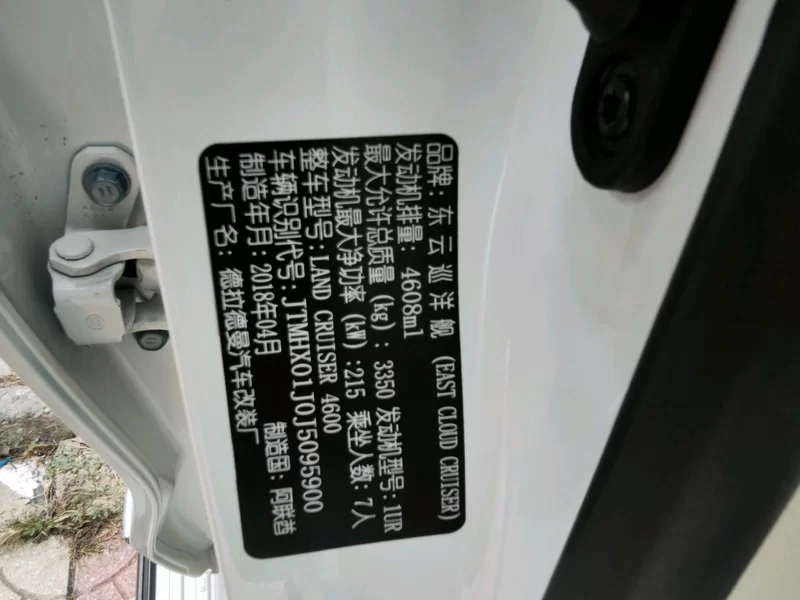 品牌: 东云巡洋舰 (EAST CLOUD CRUISER)
发动机排量: 4608ml
最大允许总质量 (kg): 3350 发动机型号: 1UR
发动机最大净功率 (kW): 215 乘坐人数: 7人
整车型号: LAND CRUISER 4600
车辆识别代号: JTMHX01J0J5095900
制造年月: 2018年04月 制造国: 阿联酋
生产厂名: 德拉德曼汽车改装厂